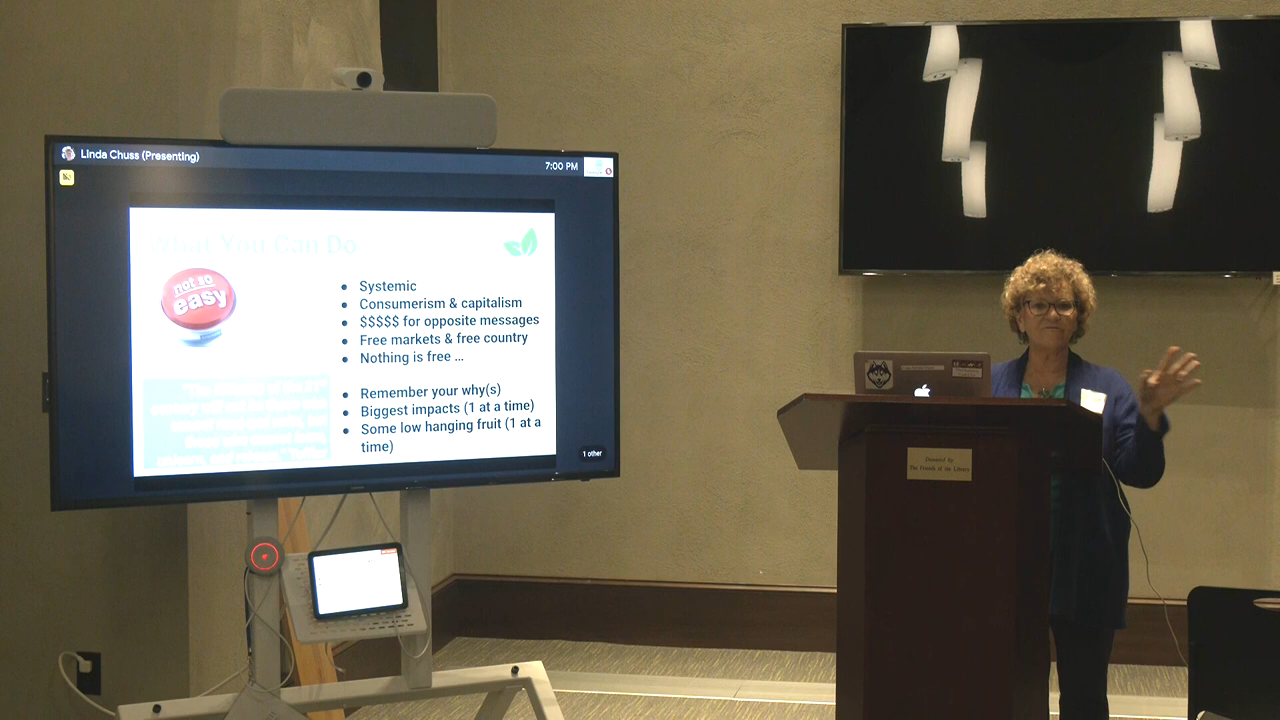 Linda Chuss (Presenting)
7:00 PM
What You Can Do
not so
easy
● Systemic
● Consumerism & capitalism
● $$$$$ for opposite messages
● Free markets & free country
● Nothing is free ...
● Remember your why(s)
● Biggest impacts (1 at a time)
● Some low hanging fruit (1 at a
time)
1 other
Donated by
The Friends of the Library